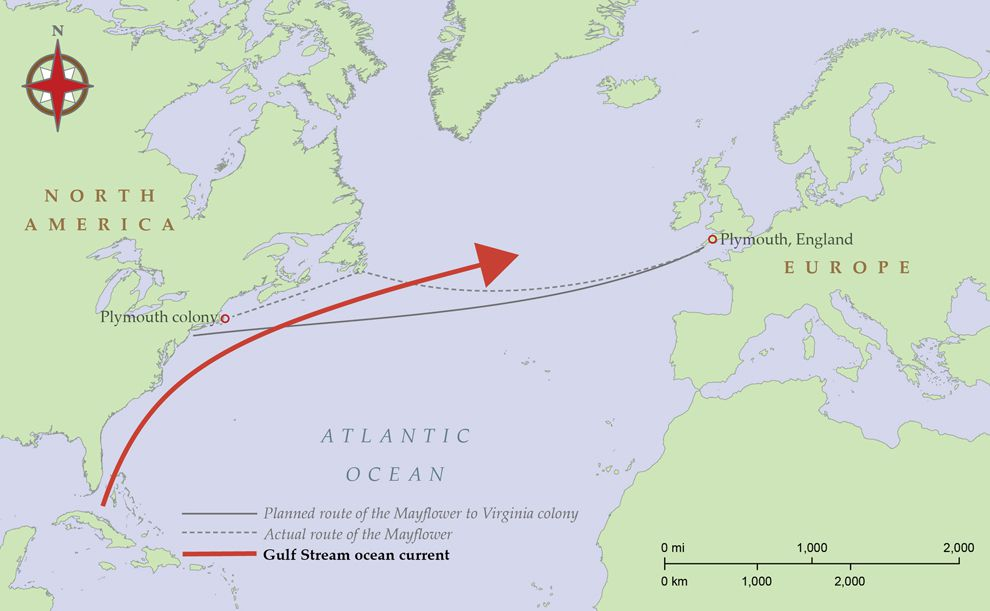 N
NORTH
AMERICA
Plymouth, England
EUROPE
Plymouth colony
ATLANTIC
OCEAN
Planned route of the Mayflower to Virginia colony
Actual route of the Mayflower
Gulf Stream ocean current
0 mi 1,000 2,000
0 km 1,000 2,000